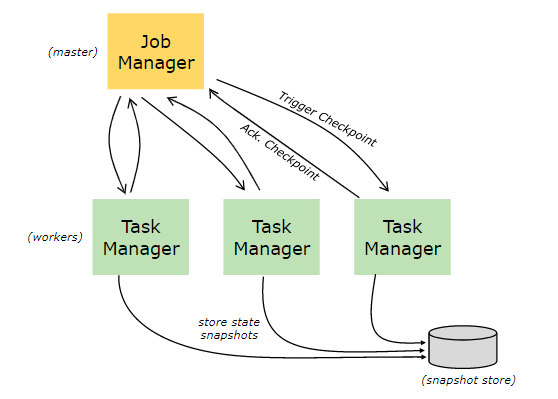 (master)
Job
Manager
Trigger Checkpoint
Ack. Checkpoint
(workers)
Task
Manager
Task
Manager
Task
Manager
store state
snapshots
(snapshot store)